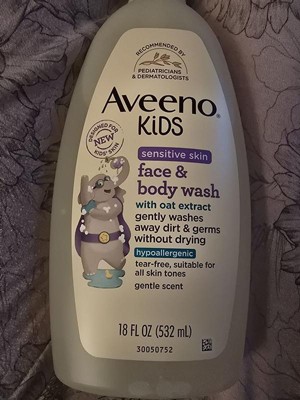 RECOMMENDED BY
PEDIATRICIANS
& DERMATOLOGISTS
Aveeno®
KiDS
DESIGNED FOR
NEW
KIDS' SKIN
sensitive skin
face &
body wash
with oat extract
gently washes
away dirt & germs
without drying
hypoallergenic
tear-free, suitable for
all skin tones
gentle scent
18 FL OZ (532 mL)
30050752